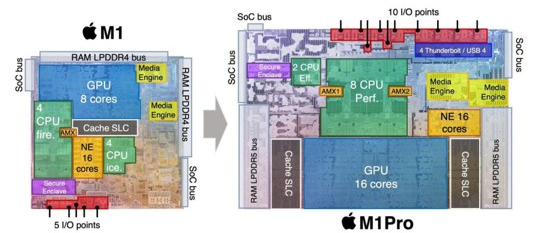 M1
RAM LPDDR4 bus
SoC bus
GPU
8 cores
Media
Engine
Media
Engine
RAM LPDDR4 bus
4
CPU
fire.
AMX
Cache SLC
NE 16
cores
4
CPU
ice.
Secure
Enclave
SoC bus
5 I/O points
10 I/O points
SoC bus
SoC bus
4 Thunderbolt / USB 4
Secure
Enclave
2 CPU
Eff.
8 CPU
Perf.
AMX1
AMX2
Media
Engine
Media
Engine
NE 16
cores
RAM LPDDR5 bus
Cache SLC
GPU
16 cores
Cache SLC
RAM LPDDR5 bus
M1Pro